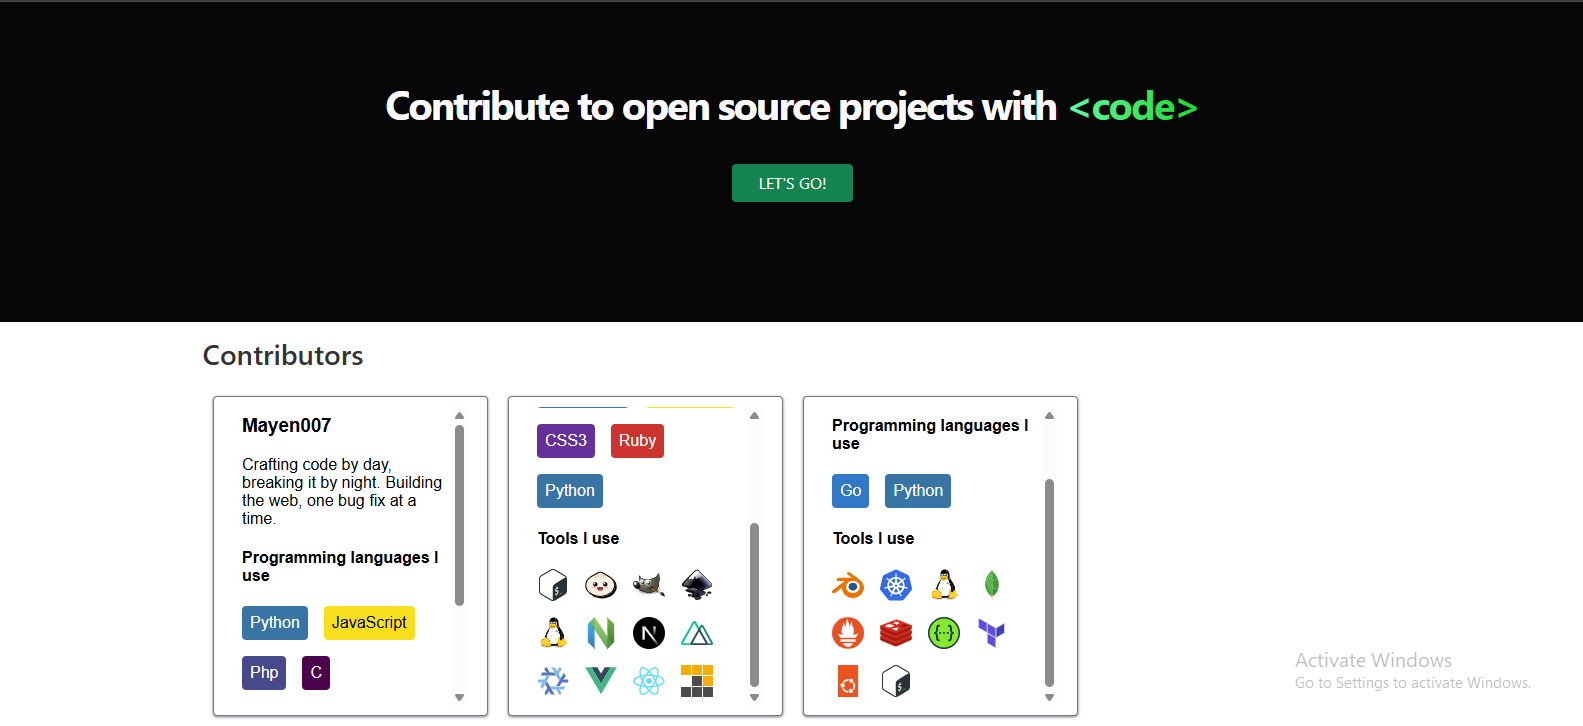 Contribute to open source projects with <code>
LET'S GO!
Contributors
Mayen007
Crafting code by day,
breaking it by night. Building
the web, one bug fix at a
time.
Programming languages I
use
Python JavaScript
Php C
CSS3 Ruby
Python
Tools I use
Programming languages I
use
Go Python
Tools I use
Activate Windows
Go to Settings to activate Windows.